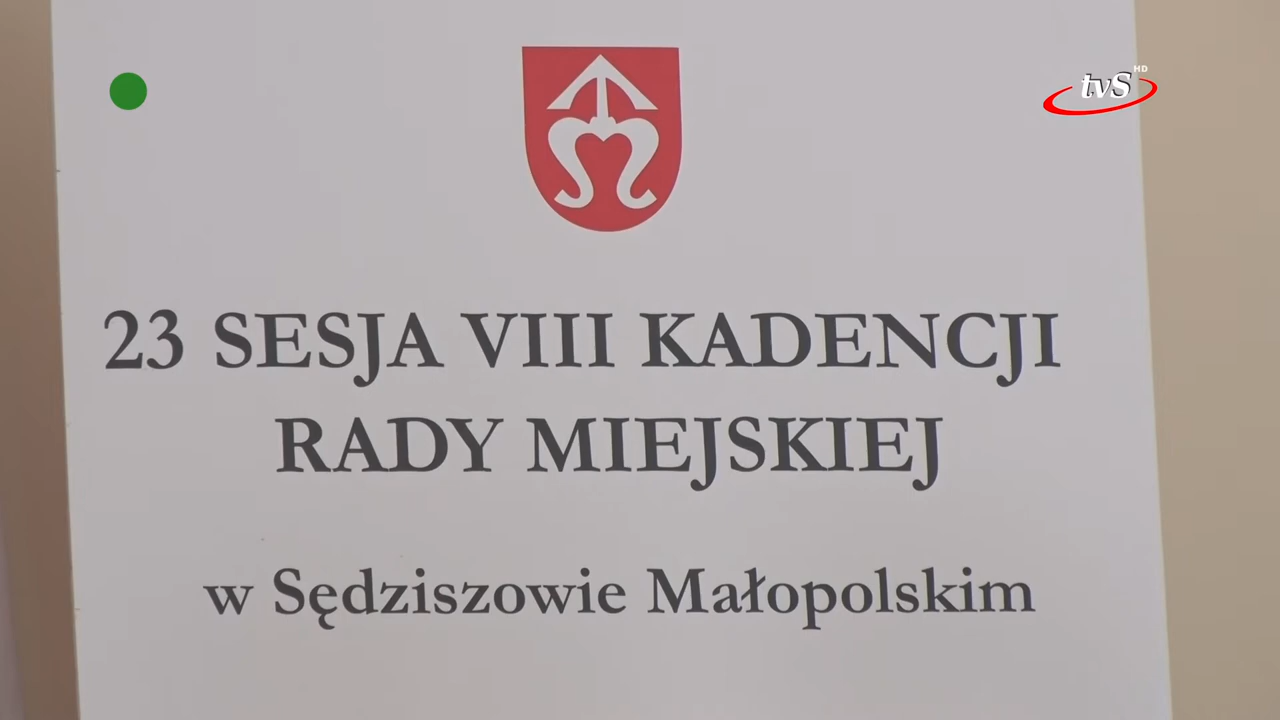 tvS HD
23 SESJA VIII KADENCJI
RADY MIEJSKIEJ
w Sędziszowie Małopolskim